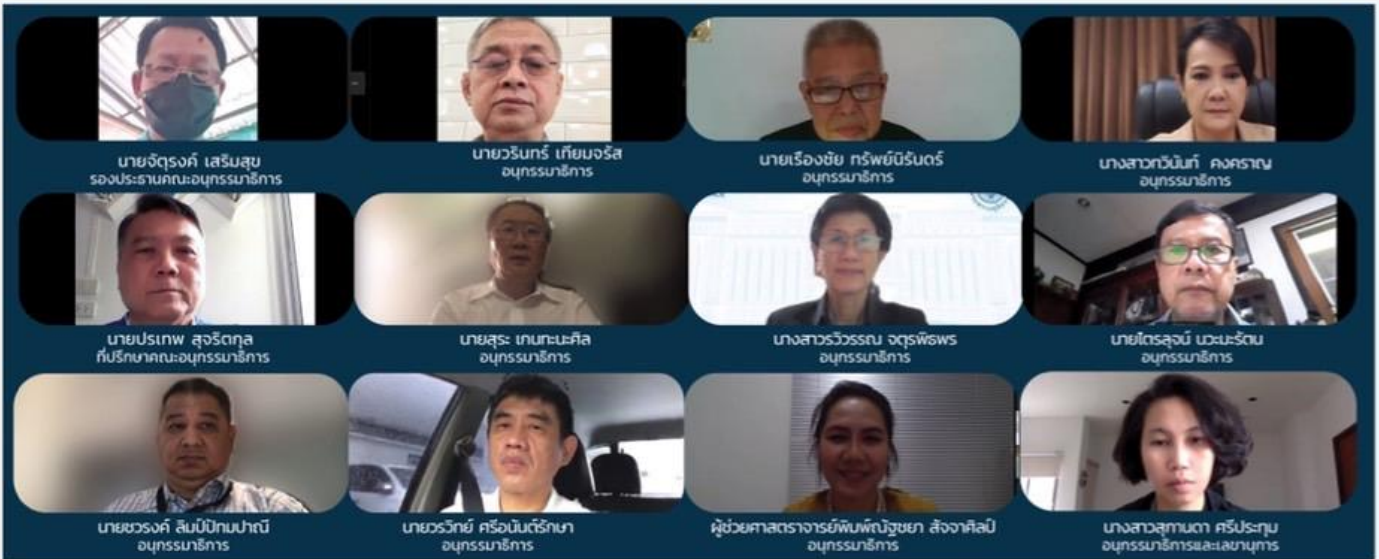 นายจัตุรงค์ เสริมสุข
รองประธานคณะอนุกรรมาธิการ
นายวรินทร์ เทียมจรัส
อนุกรรมาธิการ
นายเรืองชัย ทรัพย์นิรันดร์
อนุกรรมาธิการ
นางสาวทวินันท์ คงคราญ
อนุกรรมาธิการ
นายปรเทพ สุจริตกุล
ที่ปรึกษาคณะอนุกรรมาธิการ
นายสุระ เกนทะนะศิล
อนุกรรมาธิการ
นางสาวรวิวรรณ จตุรพิธพร
อนุกรรมาธิการ
นายไตรลุจน์ นวะมะรัตน
อนุกรรมาธิการ
นายชวรงค์ ลิมป์ปัทมปาณี
อนุกรรมาธิการ
นายวรวิทย์ ศรีอนันต์รักษา
อนุกรรมาธิการ
ผู้ช่วยศาสตราจารย์พิมพ์ณัฐชยา สัจจาศิลป์
อนุกรรมาธิการ
นางสาวสุกานดา ศรีประทุม
อนุกรรมาธิการและเลขานุการ